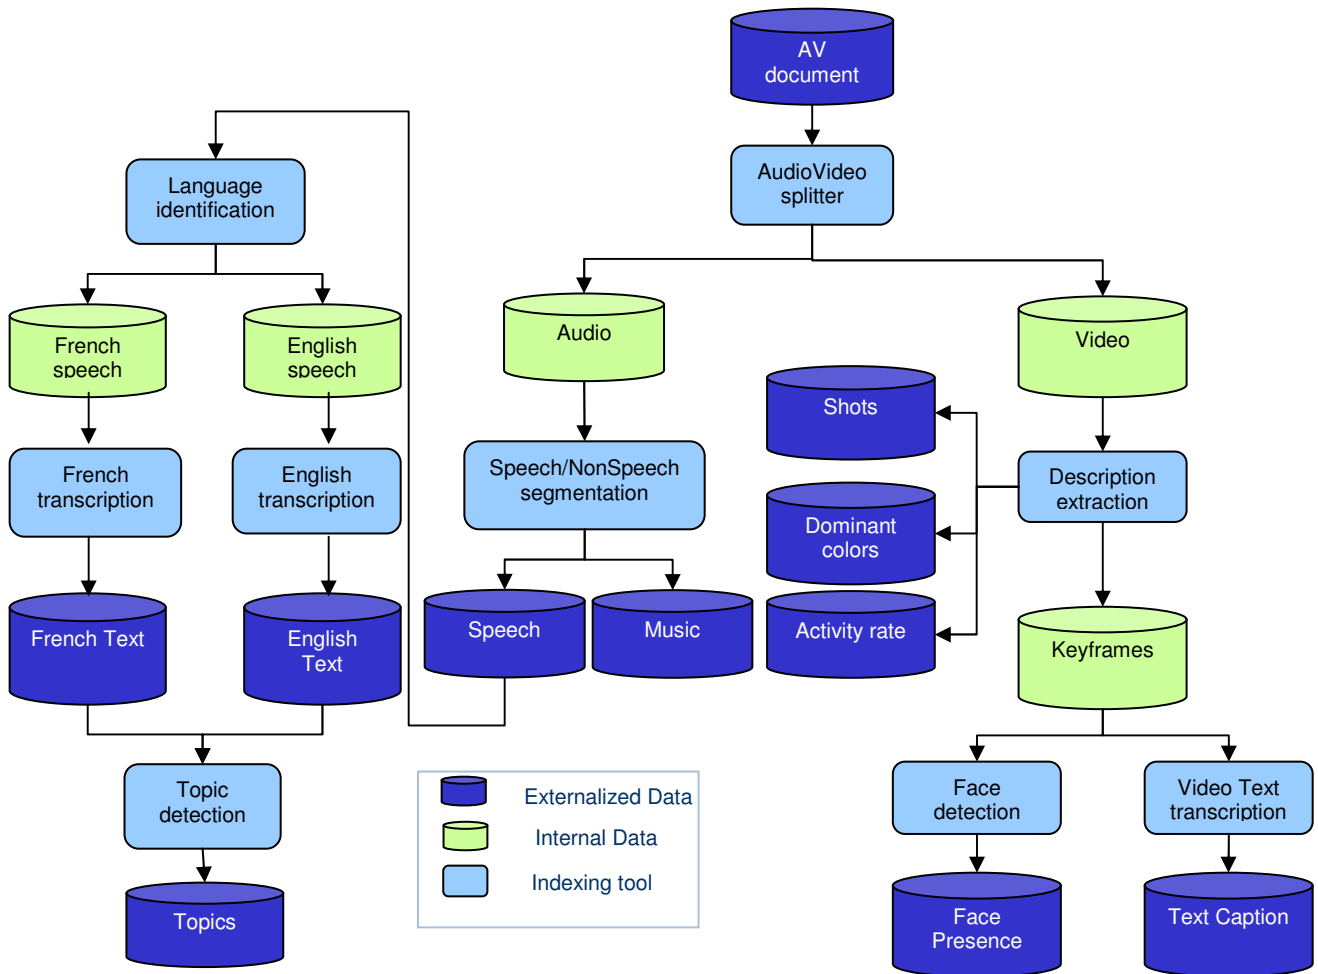 AV
document
AudioVideo
splitter
Language
identification
French
speech
English
speech
Audio
Video
Shots
French
transcription
English
transcription
Speech/NonSpeech
segmentation
Description
extraction
Dominant
colors
French Text
English
Text
Speech
Music
Activity rate
Keyframes
Topic
detection
Face
detection
Video Text
transcription
Externalized Data
Internal Data
Indexing tool
Topics
Face
Presence
Text Caption